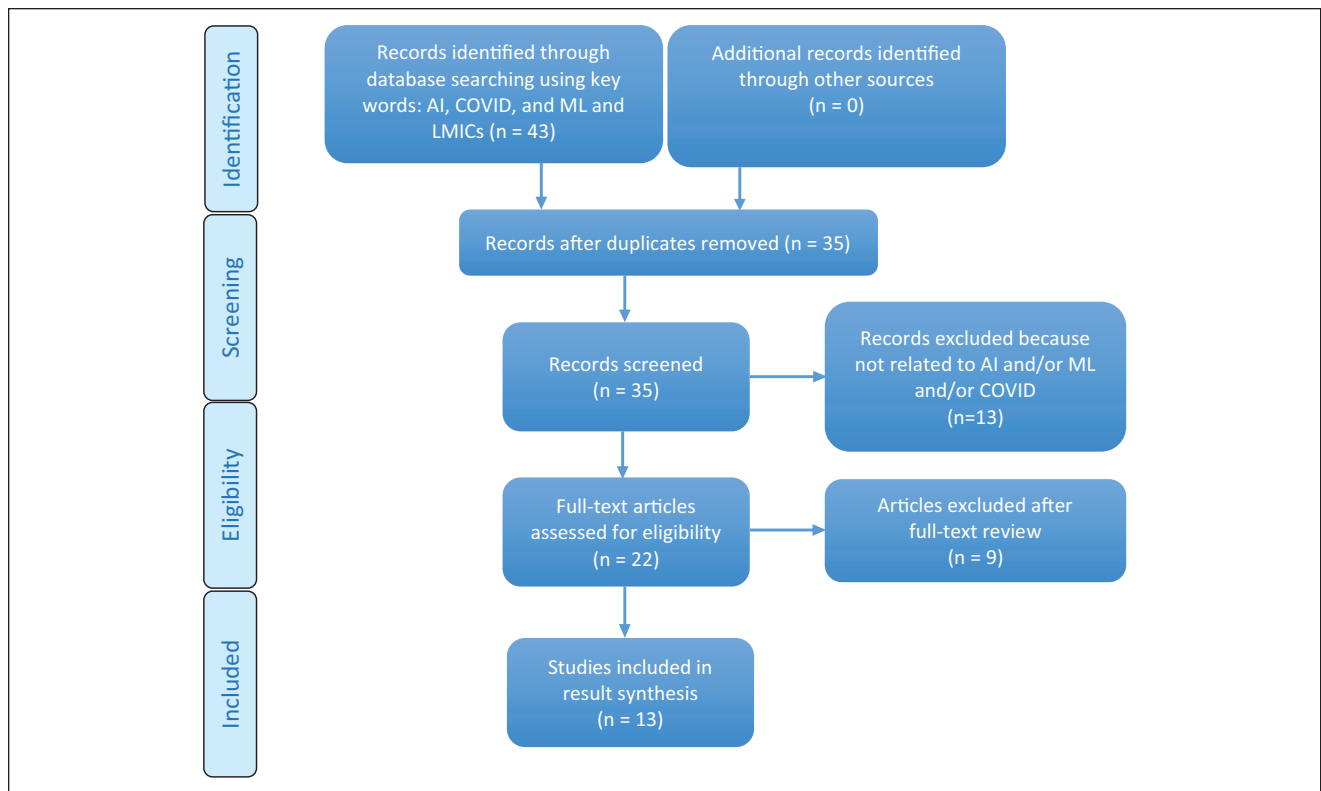 Identification
Records identified through
database searching using key
words: AI, COVID, and ML and
LMICs (n = 43)
Additional records identified
through other sources
(n = 0)
Screening
Records after duplicates removed (n = 35)
Records screened
(n = 35)
Records excluded because
not related to AI and/or ML
and/or COVID
(n=13)
Eligibility
Full-text articles
assessed for eligibility
(n = 22)
Articles excluded after
full-text review
(n = 9)
Included
Studies included in
result synthesis
(n = 13)